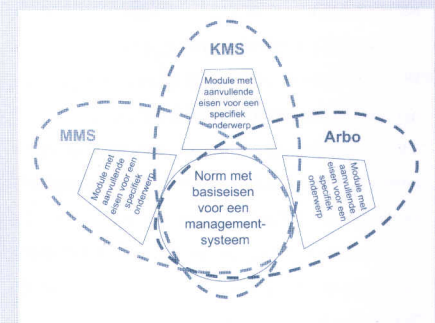 KMS
Module met
aanvullende
eisen voor een
specifiek
onderwerp
MMS
Module met
aanvullende
eisen voor een
specifiek
onderwerp
Arbo
Module met
aanvullende
eisen voor een
specifiek
onderwerp
Norm met
basiseisen
voor een
management-
systeem